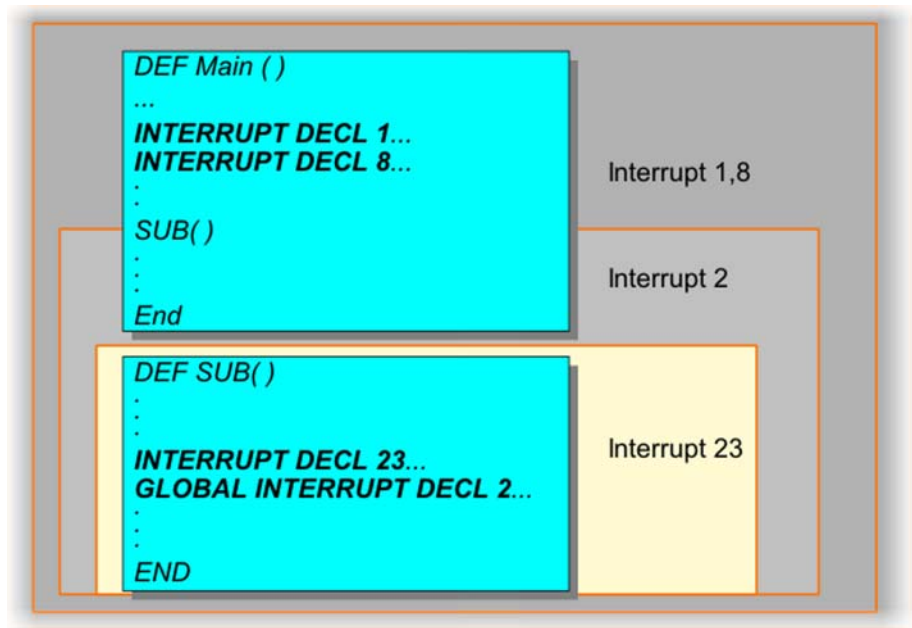 DEF Main ( )
...
INTERRUPT DECL 1...
INTERRUPT DECL 8...
:
SUB( )
:
:
End
Interrupt 1,8
Interrupt 2
DEF SUB( )
:
:
INTERRUPT DECL 23...
GLOBAL INTERRUPT DECL 2...
:
:
END
Interrupt 23